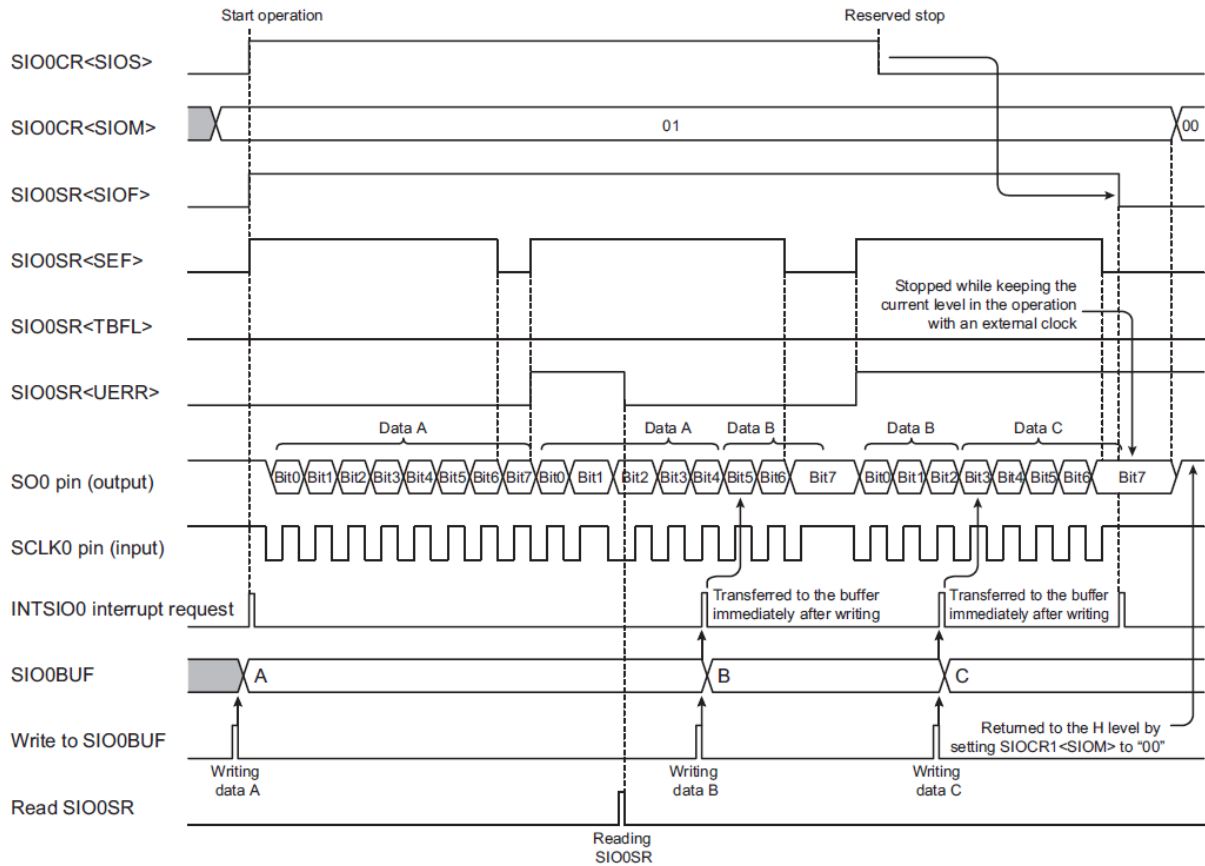 Start operation
Reserved stop
SIO0CR<SIOS>
SIO0CR<SIOM>
01
00
SIO0SR<SIOF>
SIO0SR<SEF>
Stopped while keeping the
current level in the operation
with an external clock
SIO0SR<TBFL>
SIO0SR<UERR>
Data A
Data A
Data B
Data B
Data C
SO0 pin (output)
Bit0 Bit1 Bit2 Bit3 Bit4 Bit5 Bit6 Bit7 Bit0 Bit1 Bit2 Bit3 Bit4 Bit5 Bit6 Bit7 Bit0 Bit1 Bit2 Bit3 Bit4 Bit5 Bit6 Bit7
SCLK0 pin (input)
INTSIO0 interrupt request
Transferred to the buffer
immediately after writing
Transferred to the buffer
immediately after writing
SIO0BUF
A
B
C
Write to SIO0BUF
Returned to the H level by
setting SIOCR1<SIOM> to “00”
Writing
data A
Writing
data B
Writing
data C
Read SIO0SR
Reading
SIO0SR